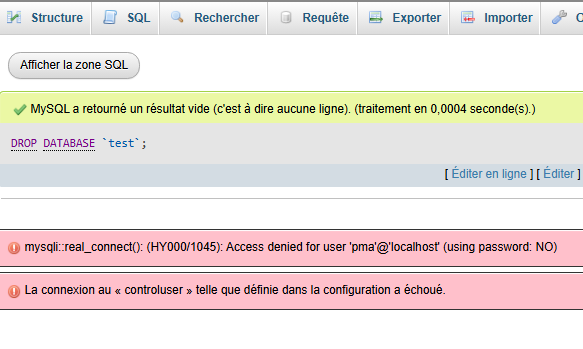 Structure SQL Rechercher Requête Exporter Importer
Afficher la zone SQL
MySQL a retourné un résultat vide (c'est à dire aucune ligne). (traitement en 0,0004 seconde(s).)
DROP DATABASE `test`;
[ Éditer en ligne ] [ Éditer ]
mysqli::real_connect(): (HY000/1045): Access denied for user 'pma'@'localhost' (using password: NO)
La connexion au « controluser » telle que définie dans la configuration a échoué.